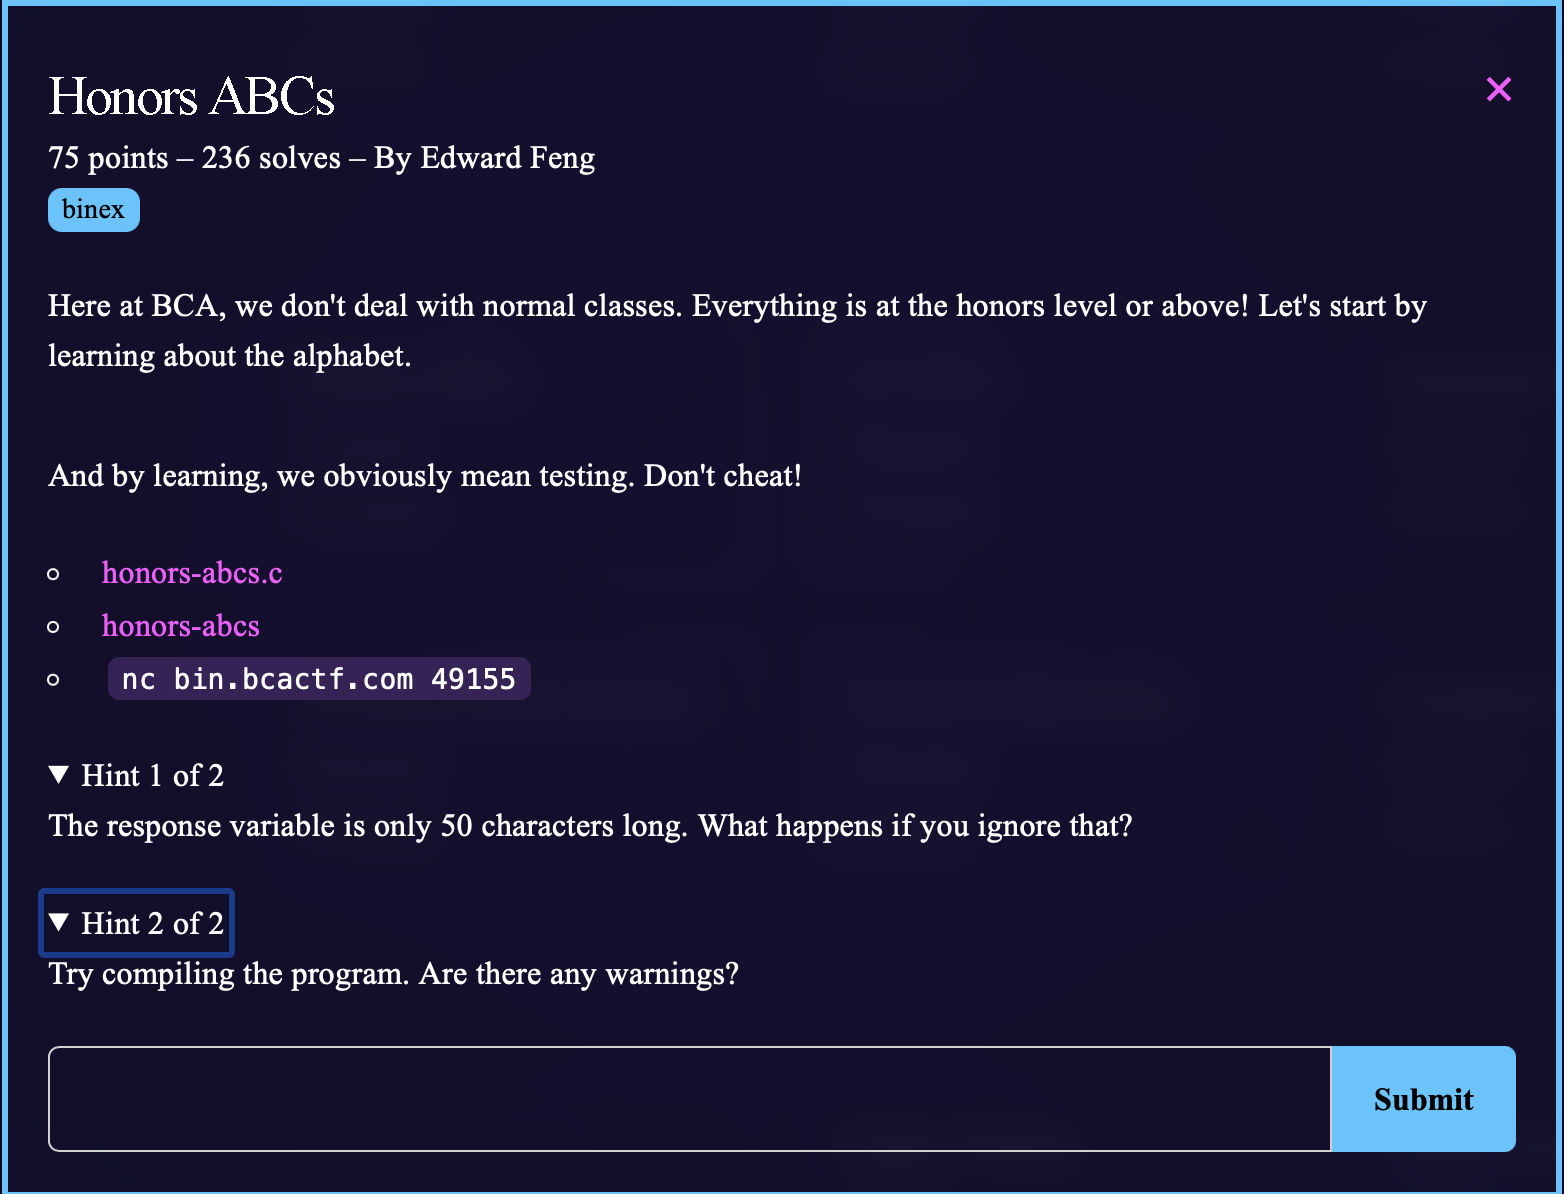 Honors ABCs
75 points – 236 solves – By Edward Feng
binex
Here at BCA, we don't deal with normal classes. Everything is at the honors level or above! Let's start by
learning about the alphabet.
And by learning, we obviously mean testing. Don't cheat!
honors-abcs.c
honors-abcs
nc bin.bcactf.com 49155
Hint 1 of 2
The response variable is only 50 characters long. What happens if you ignore that?
Hint 2 of 2
Try compiling the program. Are there any warnings?
Submit